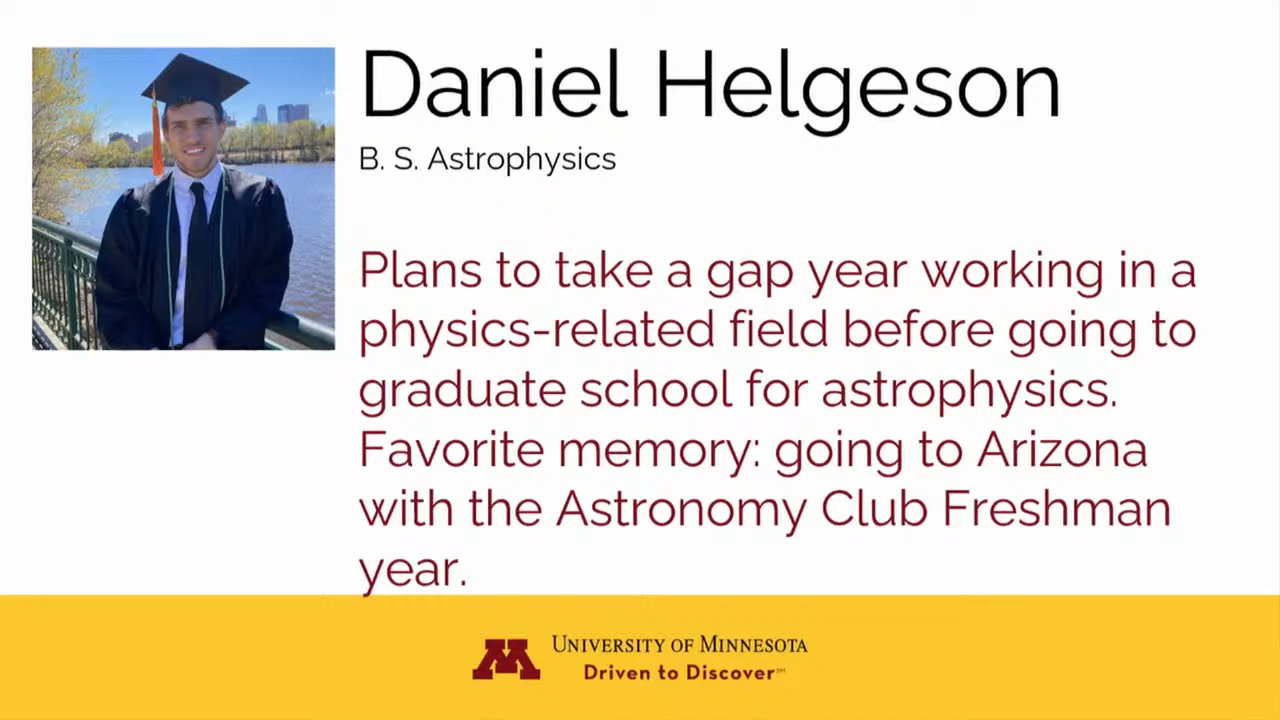 Daniel Helgeson
B. S. Astrophysics
Plans to take a gap year working in a
physics-related field before going to
graduate school for astrophysics.
Favorite memory: going to Arizona
with the Astronomy Club Freshman
year.
M
UNIVERSITY OF MINNESOTA
Driven to Discover℠